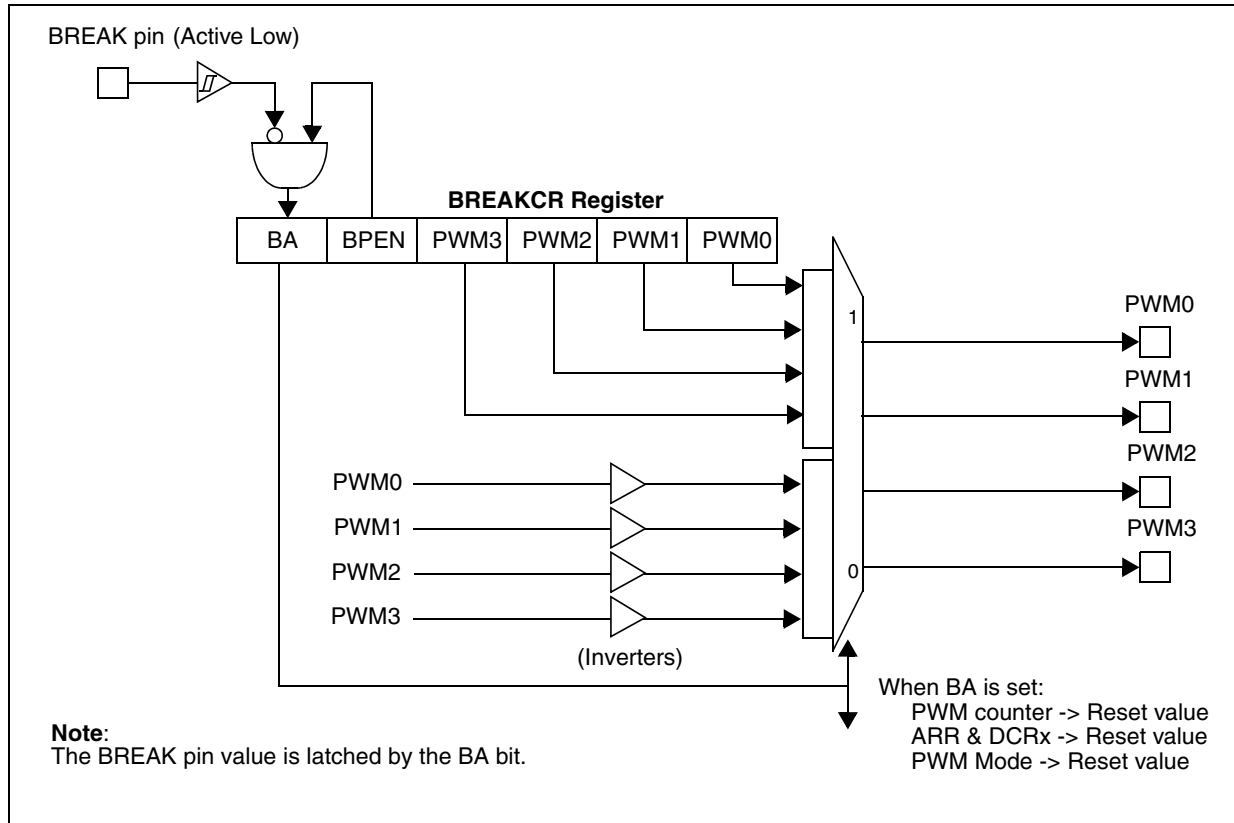 BREAK pin (Active Low)
BREAKCR Register
BA BPEN PWM3 PWM2 PWM1 PWM0
1
PWM0
PWM1
PWM2
PWM3
PWM0
PWM1
PWM2
PWM3
0
(Inverters)
When BA is set:
PWM counter -> Reset value
ARR & DCRx -> Reset value
PWM Mode -> Reset value
Note:
The BREAK pin value is latched by the BA bit.